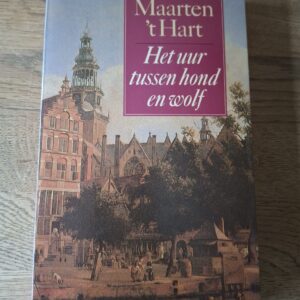 Maarten
't Hart
Het uur
tussen hond
en wolf